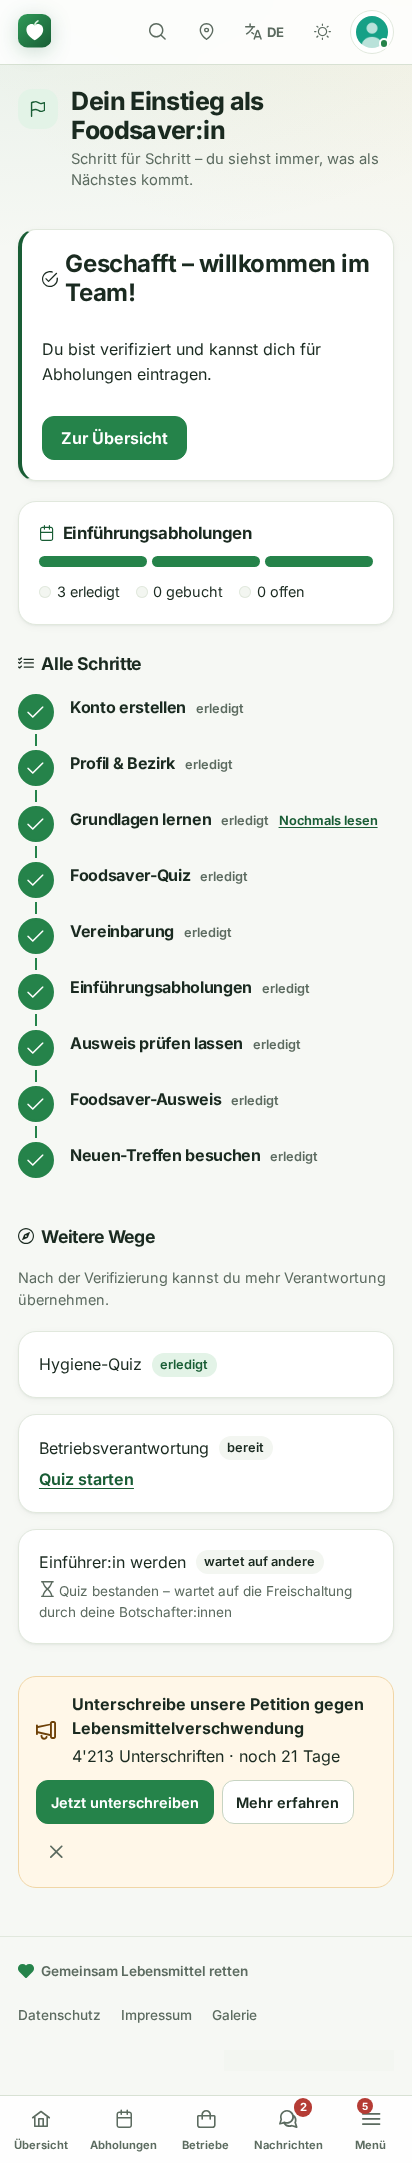 DE
Dein Einstieg als
Foodsaver:in
Schritt für Schritt – du siehst immer, was als
Nächstes kommt.
Geschafft – willkommen im
Team!
Du bist verifiziert und kannst dich für
Abholungen eintragen.
Zur Übersicht
Einführungsabholungen
3 erledigt 0 gebucht 0 offen
Alle Schritte
Konto erstellen erledigt
Profil & Bezirk erledigt
Grundlagen lernen erledigt Nochmals lesen
Foodsaver-Quiz erledigt
Vereinbarung erledigt
Einführungsabholungen erledigt
Ausweis prüfen lassen erledigt
Foodsaver-Ausweis erledigt
Neuen-Treffen besuchen erledigt
Weitere Wege
Nach der Verifizierung kannst du mehr Verantwortung
übernehmen.
Hygiene-Quiz erledigt
Betriebsverantwortung bereit
Quiz starten
Einführer:in werden wartet auf andere
Quiz bestanden – wartet auf die Freischaltung
durch deine Botschafter:innen
Unterschreibe unsere Petition gegen
Lebensmittelverschwendung
4'213 Unterschriften · noch 21 Tage
Jetzt unterschreiben Mehr erfahren
Gemeinsam Lebensmittel retten
Datenschutz Impressum Galerie
2 5
Übersicht Abholungen Betriebe Nachrichten Menü